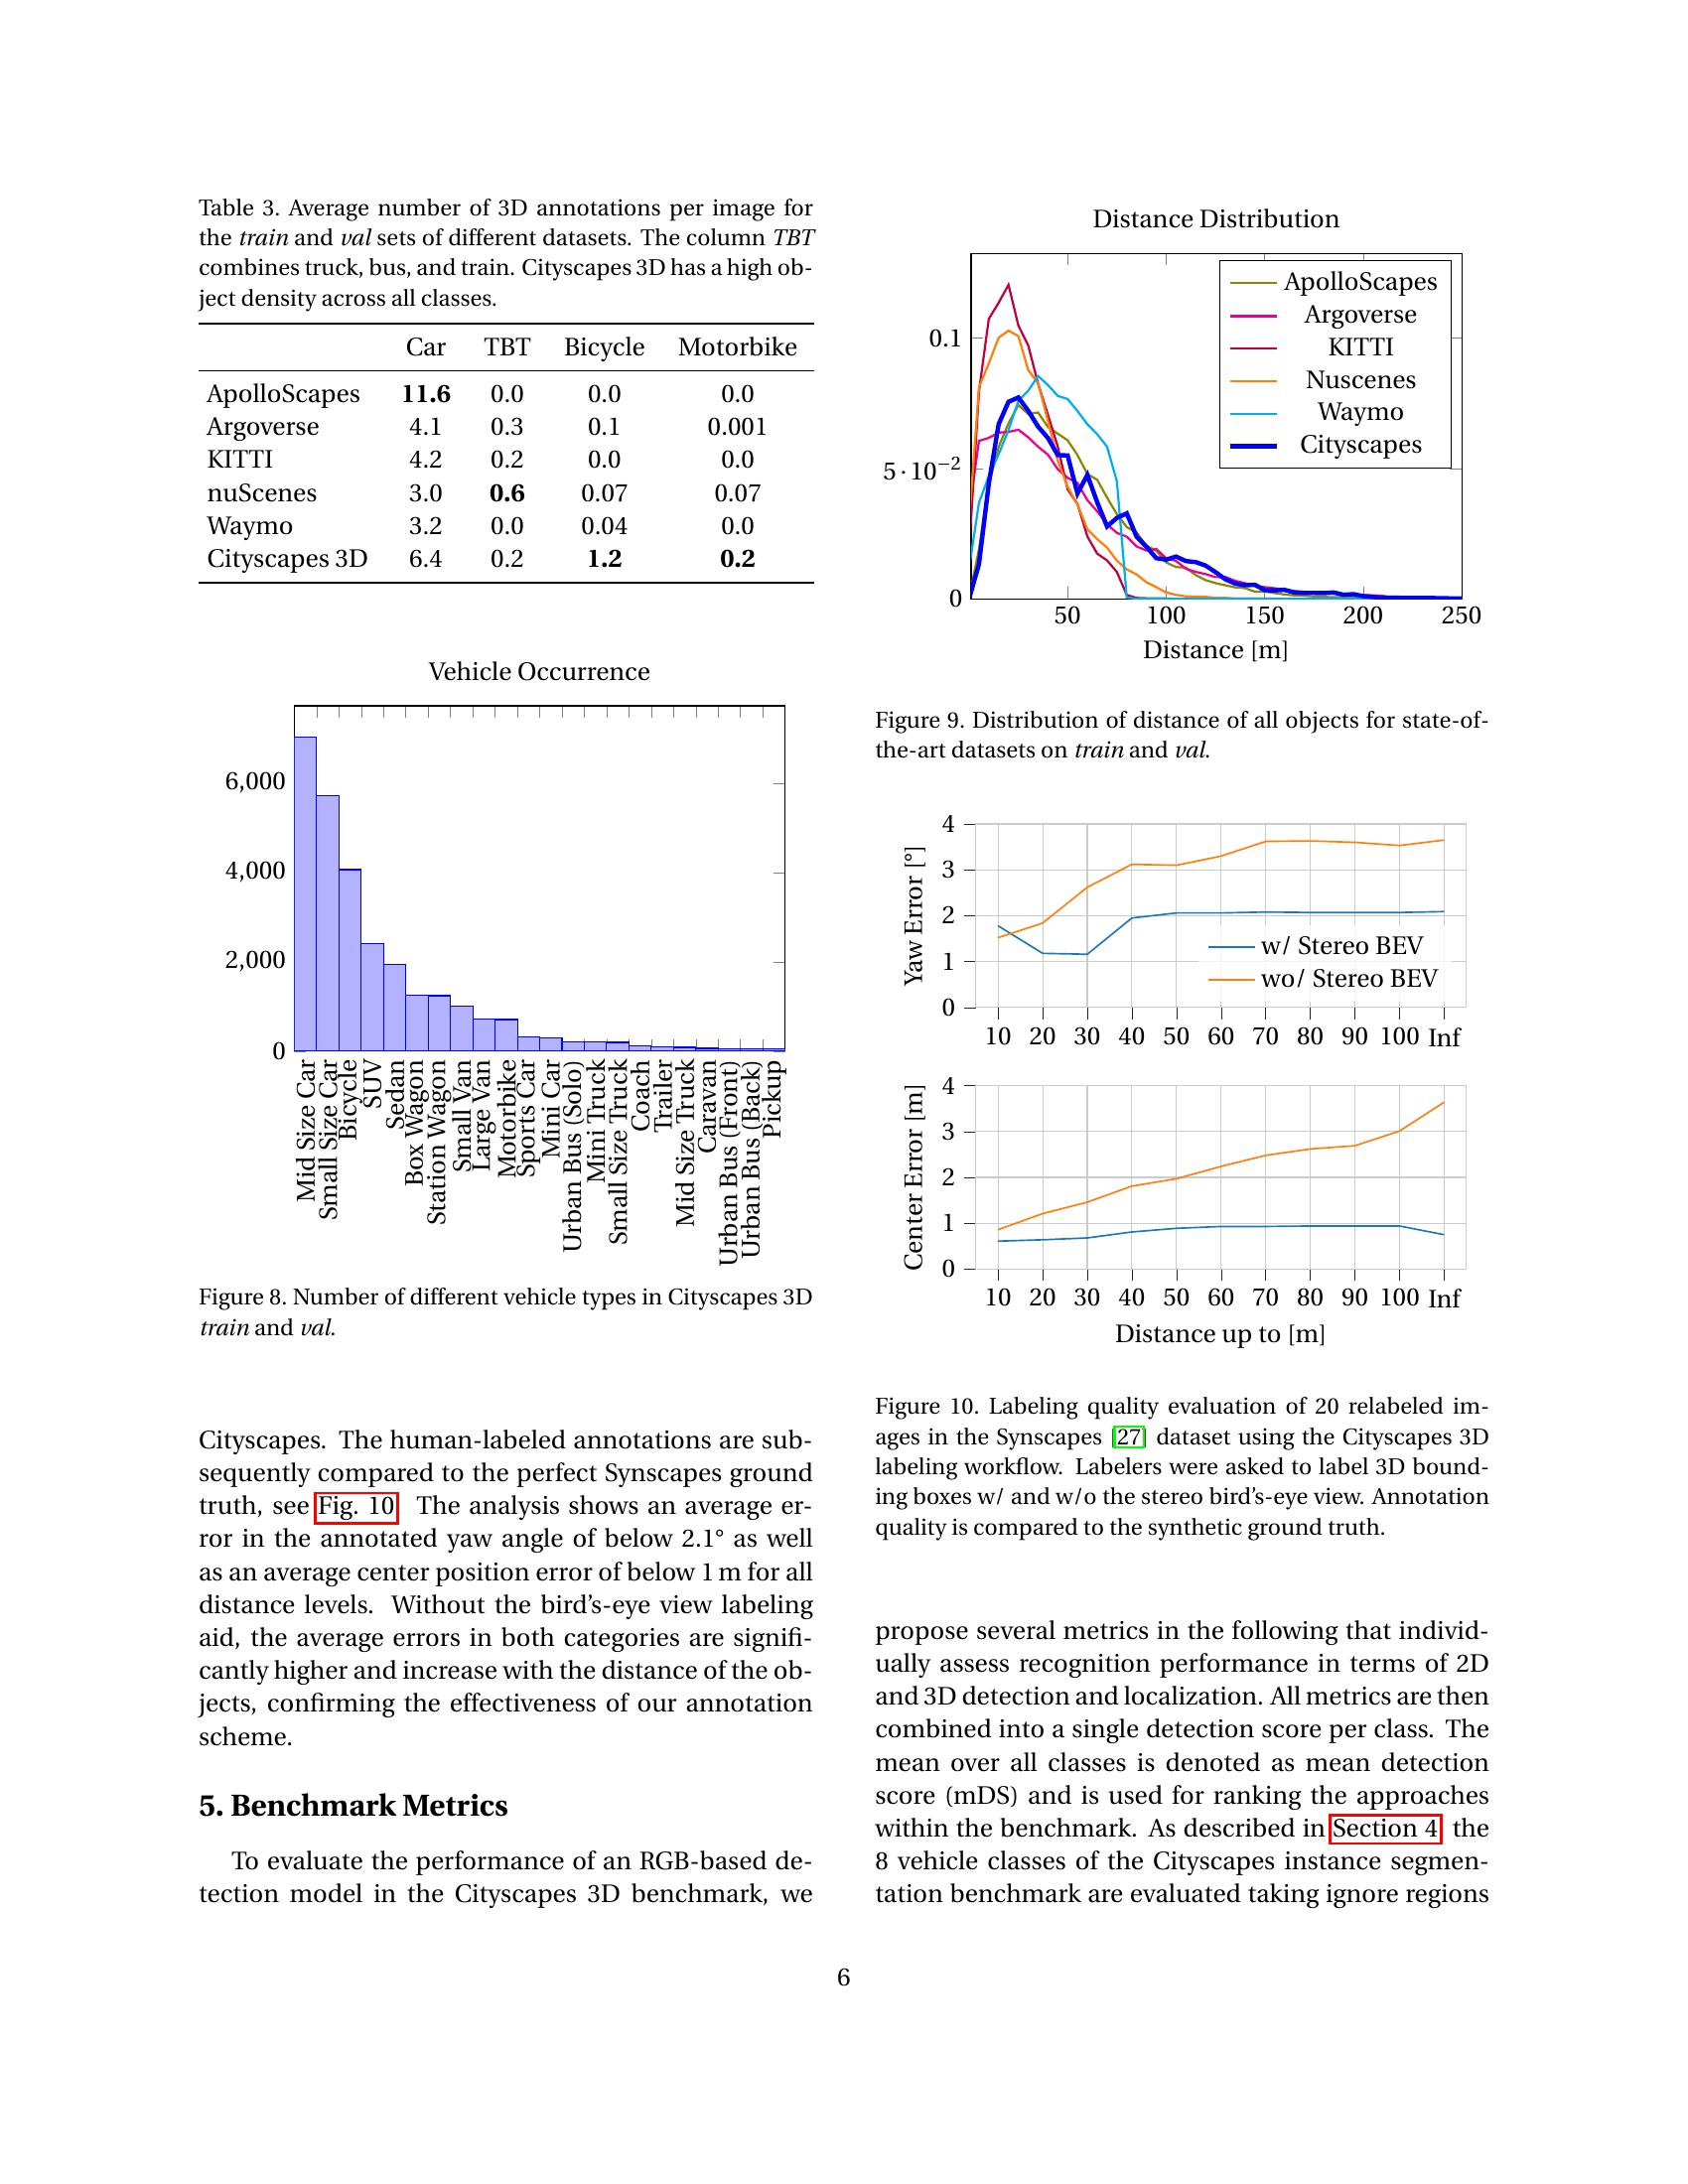 Table 3. Average number of 3D annotations per image for
the train and val sets of different datasets. The column TBT
combines truck, bus, and train. Cityscapes 3D has a high ob-
ject density across all classes.
Car TBT Bicycle Motorbike
ApolloScapes 11.6 0.0 0.0 0.0
Argoverse 4.1 0.3 0.1 0.001
KITTI 4.2 0.2 0.0 0.0
nuScenes 3.0 0.6 0.07 0.07
Waymo 3.2 0.0 0.04 0.0
Cityscapes 3D 6.4 0.2 1.2 0.2
Vehicle Occurrence
6,000
4,000
2,000
0
Mid Size Car
Small Size Car
Bicycle
SUV
Sedan
Box Wagon
Station Wagon
Small Van
Large Van
Motorbike
Sports Car
Mini Car
Urban Bus (Solo)
Mini Truck
Small Size Truck
Coach
Trailer
Mid Size Truck
Caravan
Urban Bus (Front)
Urban Bus (Back)
Pickup
Figure 8. Number of different vehicle types in Cityscapes 3D
train and val.
Cityscapes. The human-labeled annotations are sub-
sequently compared to the perfect Synscapes ground
truth, see Fig. 10 The analysis shows an average er-
ror in the annotated yaw angle of below 2.1° as well
as an average center position error of below 1 m for all
distance levels. Without the bird's-eye view labeling
aid, the average errors in both categories are signifi-
cantly higher and increase with the distance of the ob-
jects, confirming the effectiveness of our annotation
scheme.
5. Benchmark Metrics
To evaluate the performance of an RGB-based de-
tection model in the Cityscapes 3D benchmark, we
Distance Distribution
0.1
5·10−2
0
50 100 150 200 250
Distance [m]
ApolloScapes
Argoverse
KITTI
Nuscenes
Waymo
Cityscapes
Figure 9. Distribution of distance of all objects for state-of-
the-art datasets on train and val.
Yaw Error [°]
4
3
2
1
0
w/ Stereo BEV
wo/ Stereo BEV
10 20 30 40 50 60 70 80 90 100 Inf
Center Error [m]
4
3
2
1
0
10 20 30 40 50 60 70 80 90 100 Inf
Distance up to [m]
Figure 10. Labeling quality evaluation of 20 relabeled im-
ages in the Synscapes [27] dataset using the Cityscapes 3D
labeling workflow. Labelers were asked to label 3D bound-
ing boxes w/ and w/o the stereo bird's-eye view. Annotation
quality is compared to the synthetic ground truth.
propose several metrics in the following that individ-
ually assess recognition performance in terms of 2D
and 3D detection and localization. All metrics are then
combined into a single detection score per class. The
mean over all classes is denoted as mean detection
score (mDS) and is used for ranking the approaches
within the benchmark. As described in Section 4 the
8 vehicle classes of the Cityscapes instance segmen-
tation benchmark are evaluated taking ignore regions
6